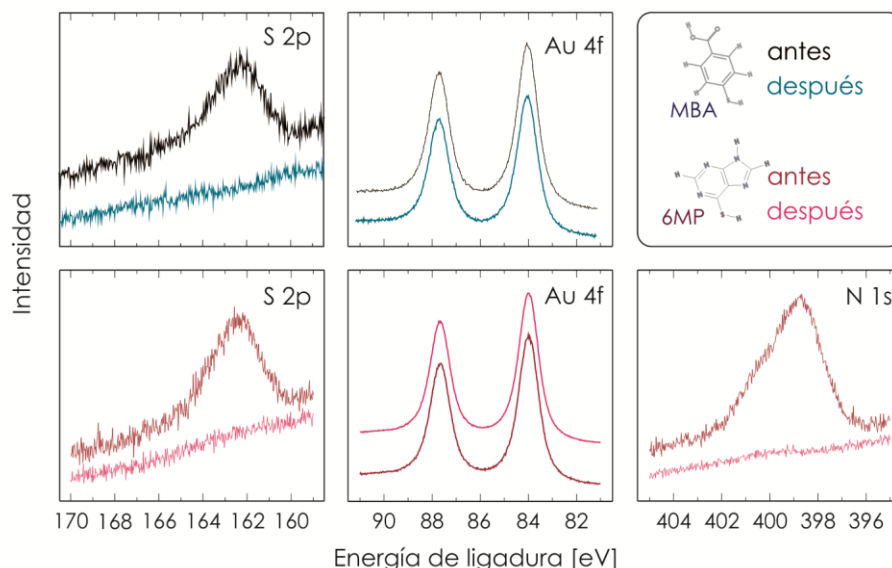 S 2p
Au 4f
antes
después
MBA
antes
después
6MP
Intensidad
S 2p
Au 4f
N 1s
170 168 166 164 162 160
90 88 86 84 82
404 402 400 398 396
Energía de ligadura [eV]